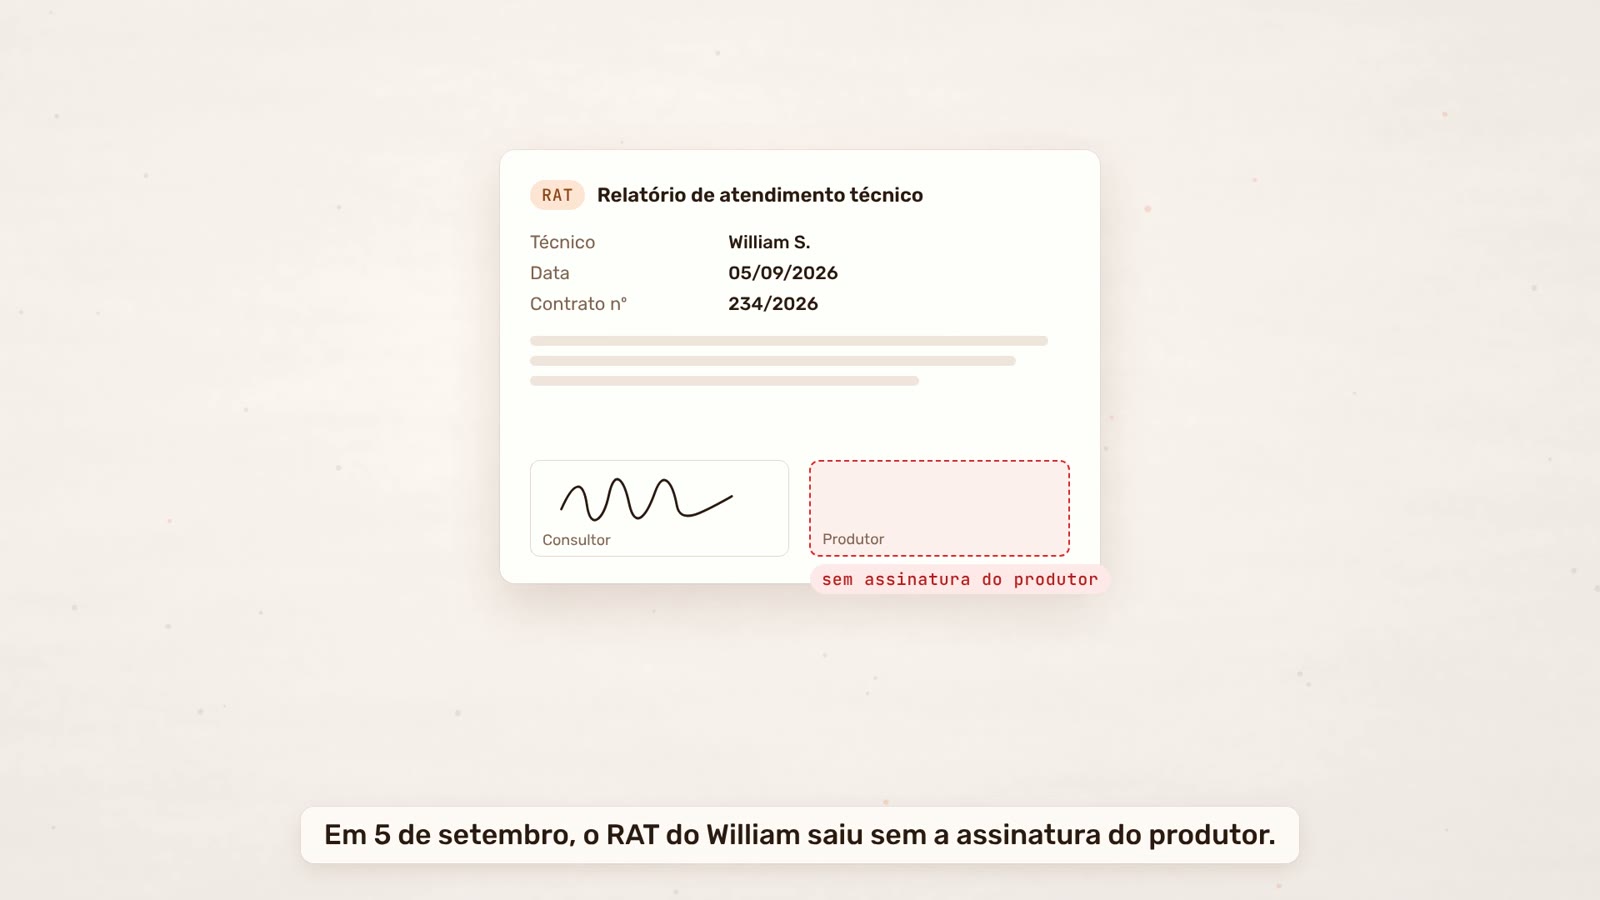 RAT Relatório de atendimento técnico
Técnico William S.
Data 05/09/2026
Contrato nº 234/2026
Consultor
Produtor
sem assinatura do produtor
Em 5 de setembro, o RAT do William saiu sem a assinatura do produtor.